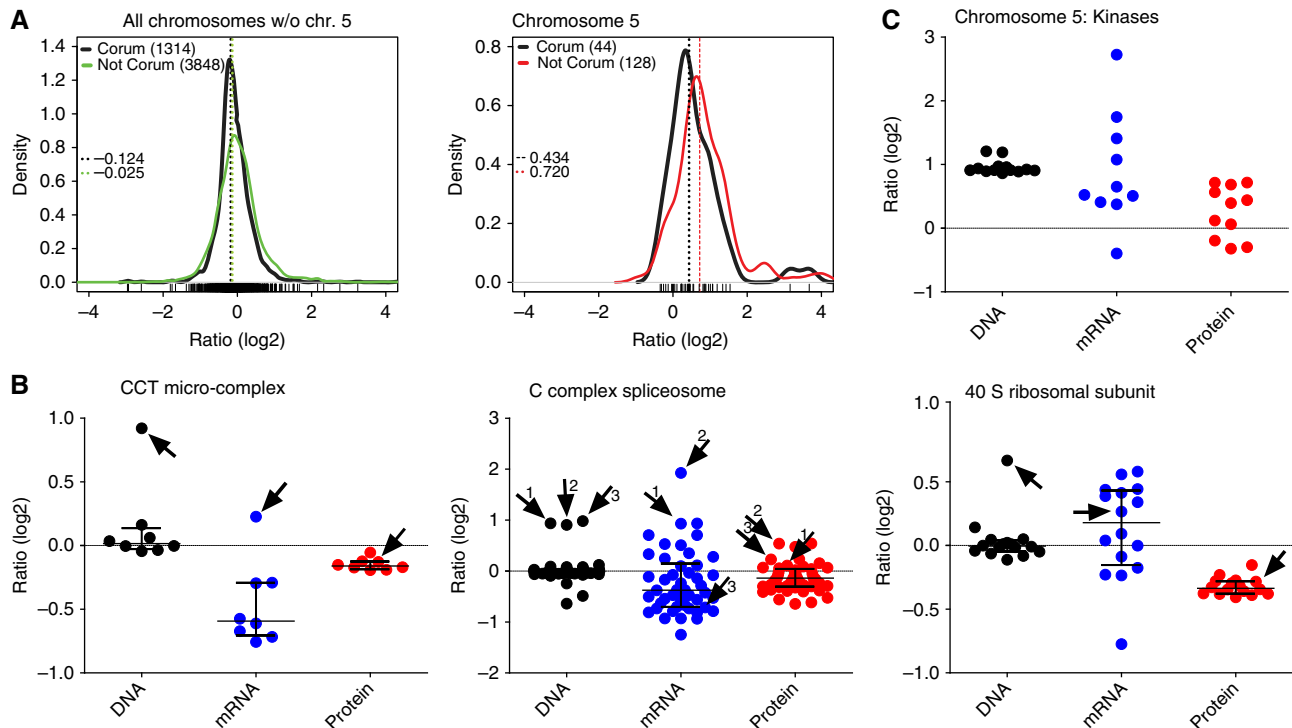 A
All chromosomes w/o chr. 5
Corum (1314)
Not Corum (3848)
1.4
1.2
1.0
0.8
0.6
0.4
0.2
0.0
Density
−0.124
−0.025
−4
−2
0
2
4
Ratio (log2)
Chromosome 5
Corum (44)
Not Corum (128)
0.8
0.6
0.4
0.2
0.0
Density
0.434
0.720
−4
−2
0
2
4
Ratio (log2)
C
Chromosome 5: Kinases
3
2
1
0
−1
Ratio (log2)
DNA
mRNA
Protein
B
CCT micro-complex
1.0
0.5
0.0
−0.5
−1.0
Ratio (log2)
DNA
mRNA
Protein
C complex spliceosome
3
2
1
0
−1
−2
Ratio (log2)
1
2
3
2
1
3
2
3
1
DNA
mRNA
Protein
40 S ribosomal subunit
1.0
0.50
0.0
0.5
1.0
Ratio (log2)
DNA
mRNA
Protein